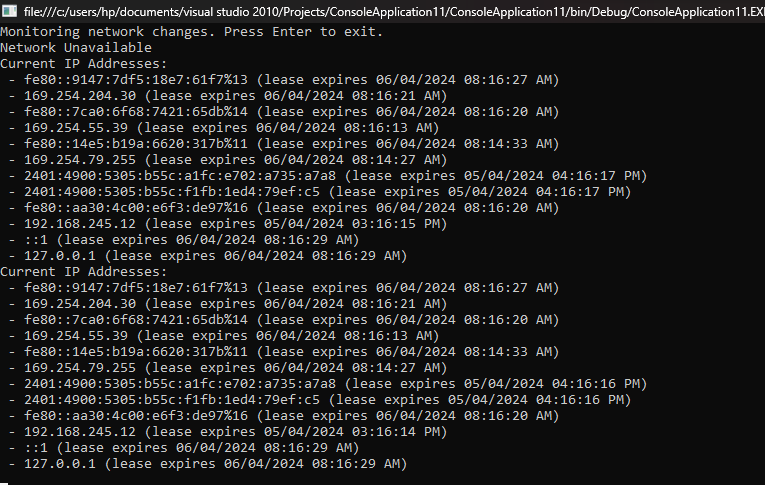 file:///c:/users/hp/documents/visual studio 2010/Projects/ConsoleApplication11/ConsoleApplication11/bin/Debug/ConsoleApplication11.EX
Monitoring network changes. Press Enter to exit.
Network Unavailable
Current IP Addresses:
 - fe80::9147:7df5:18e7:61f7%13 (lease expires 06/04/2024 08:16:27 AM)
 - 169.254.204.30 (lease expires 06/04/2024 08:16:21 AM)
 - fe80::7ca0:6f68:7421:65db%14 (lease expires 06/04/2024 08:16:20 AM)
 - 169.254.55.39 (lease expires 06/04/2024 08:16:13 AM)
 - fe80::14e5:b19a:6620:317b%11 (lease expires 06/04/2024 08:14:33 AM)
 - 169.254.79.255 (lease expires 06/04/2024 08:14:27 AM)
 - 2401:4900:5305:b55c:a1fc:e702:a735:a7a8 (lease expires 05/04/2024 04:16:17 PM)
 - 2401:4900:5305:b55c:f1fb:1ed4:79ef:c5 (lease expires 05/04/2024 04:16:17 PM)
 - fe80::aa30:4c00:e6f3:de97%16 (lease expires 06/04/2024 08:16:20 AM)
 - 192.168.245.12 (lease expires 05/04/2024 03:16:15 PM)
 - ::1 (lease expires 06/04/2024 08:16:29 AM)
 - 127.0.0.1 (lease expires 06/04/2024 08:16:29 AM)
Current IP Addresses:
 - fe80::9147:7df5:18e7:61f7%13 (lease expires 06/04/2024 08:16:27 AM)
 - 169.254.204.30 (lease expires 06/04/2024 08:16:21 AM)
 - fe80::7ca0:6f68:7421:65db%14 (lease expires 06/04/2024 08:16:20 AM)
 - 169.254.55.39 (lease expires 06/04/2024 08:16:13 AM)
 - fe80::14e5:b19a:6620:317b%11 (lease expires 06/04/2024 08:14:33 AM)
 - 169.254.79.255 (lease expires 06/04/2024 08:14:27 AM)
 - 2401:4900:5305:b55c:a1fc:e702:a735:a7a8 (lease expires 05/04/2024 04:16:16 PM)
 - 2401:4900:5305:b55c:f1fb:1ed4:79ef:c5 (lease expires 05/04/2024 04:16:16 PM)
 - fe80::aa30:4c00:e6f3:de97%16 (lease expires 06/04/2024 08:16:20 AM)
 - 192.168.245.12 (lease expires 05/04/2024 03:16:14 PM)
 - ::1 (lease expires 06/04/2024 08:16:29 AM)
 - 127.0.0.1 (lease expires 06/04/2024 08:16:29 AM)